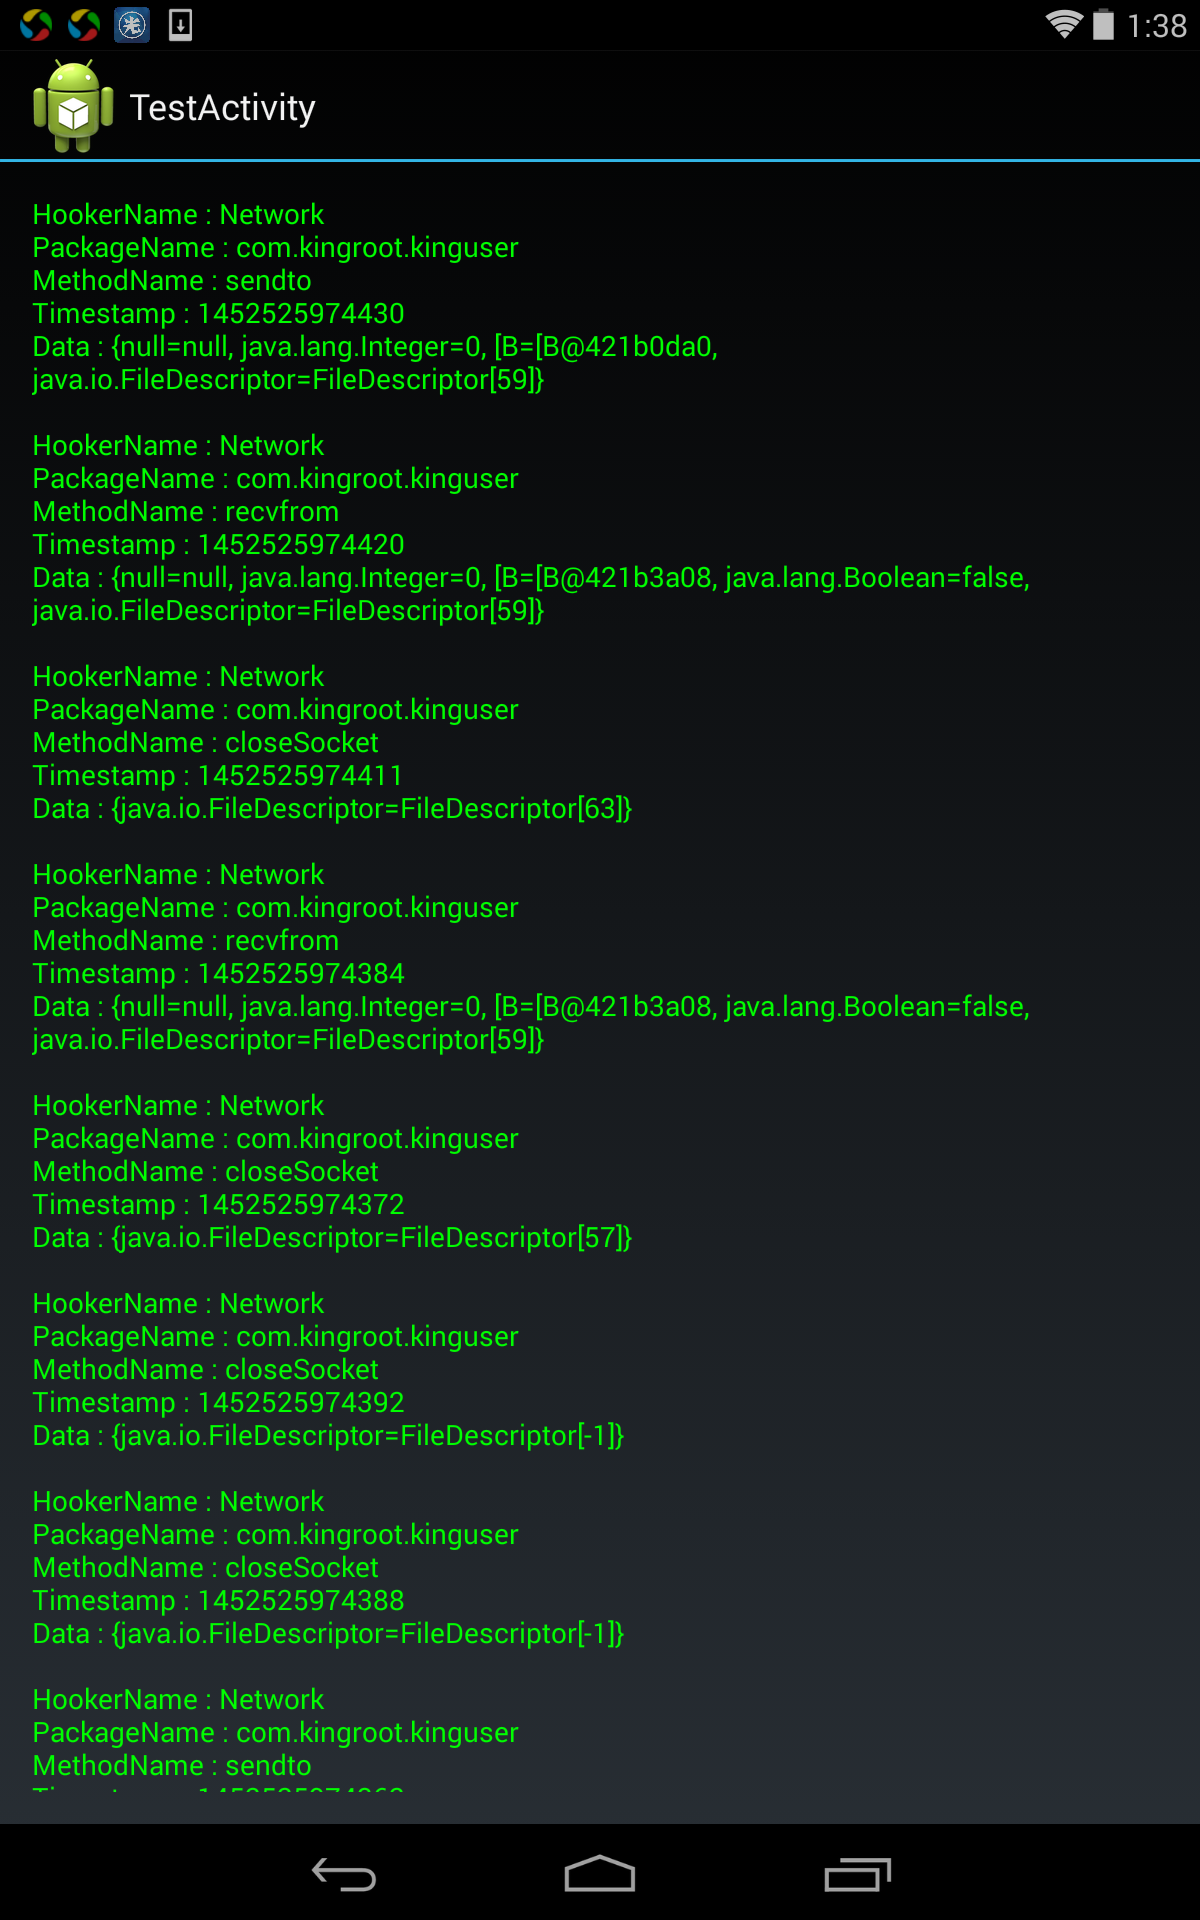 1:38
TestActivity
HookerName : Network
PackageName : com.kingroot.kinguser
MethodName : sendto
Timestamp : 1452525974430
Data : {null=null, java.lang.Integer=0, [B=[B@421b0da0,
java.io.FileDescriptor=FileDescriptor[59]}
HookerName : Network
PackageName : com.kingroot.kinguser
MethodName : recvfrom
Timestamp : 1452525974420
Data : {null=null, java.lang.Integer=0, [B=[B@421b3a08, java.lang.Boolean=false,
java.io.FileDescriptor=FileDescriptor[59]}
HookerName : Network
PackageName : com.kingroot.kinguser
MethodName : closeSocket
Timestamp : 1452525974411
Data : {java.io.FileDescriptor=FileDescriptor[63]}
HookerName : Network
PackageName : com.kingroot.kinguser
MethodName : recvfrom
Timestamp : 1452525974384
Data : {null=null, java.lang.Integer=0, [B=[B@421b3a08, java.lang.Boolean=false,
java.io.FileDescriptor=FileDescriptor[59]}
HookerName : Network
PackageName : com.kingroot.kinguser
MethodName : closeSocket
Timestamp : 1452525974372
Data : {java.io.FileDescriptor=FileDescriptor[57]}
HookerName : Network
PackageName : com.kingroot.kinguser
MethodName : closeSocket
Timestamp : 1452525974392
Data : {java.io.FileDescriptor=FileDescriptor[-1]}
HookerName : Network
PackageName : com.kingroot.kinguser
MethodName : closeSocket
Timestamp : 1452525974388
Data : {java.io.FileDescriptor=FileDescriptor[-1]}
HookerName : Network
PackageName : com.kingroot.kinguser
MethodName : sendto